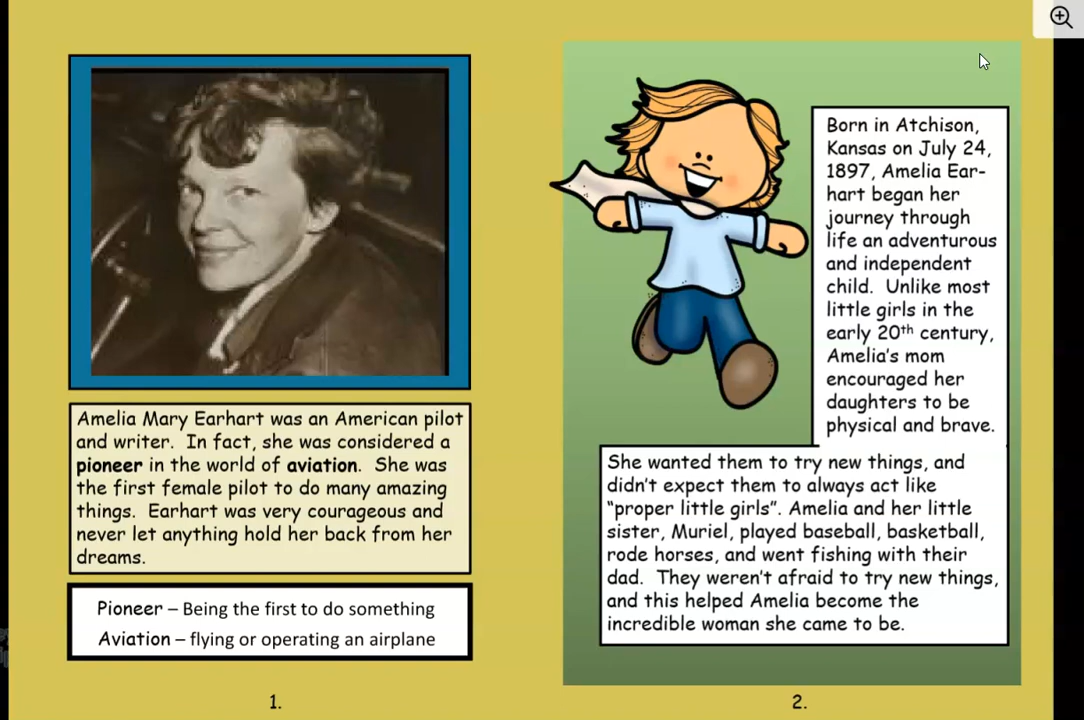 Amelia Mary Earhart was an American pilot
and writer. In fact, she was considered a
pioneer in the world of aviation. She was
the first female pilot to do many amazing
things. Earhart was very courageous and
never let anything hold her back from her
dreams.
Pioneer – Being the first to do something
Aviation – flying or operating an airplane
1.
Born in Atchison,
Kansas on July 24,
1897, Amelia Ear-
hart began her
journey through
life an adventurous
and independent
child. Unlike most
little girls in the
early 20th century,
Amelia's mom
encouraged her
daughters to be
physical and brave.
She wanted them to try new things, and
didn't expect them to always act like
"proper little girls". Amelia and her little
sister, Muriel, played baseball, basketball,
rode horses, and went fishing with their
dad. They weren't afraid to try new things,
and this helped Amelia become the
incredible woman she came to be.
2.